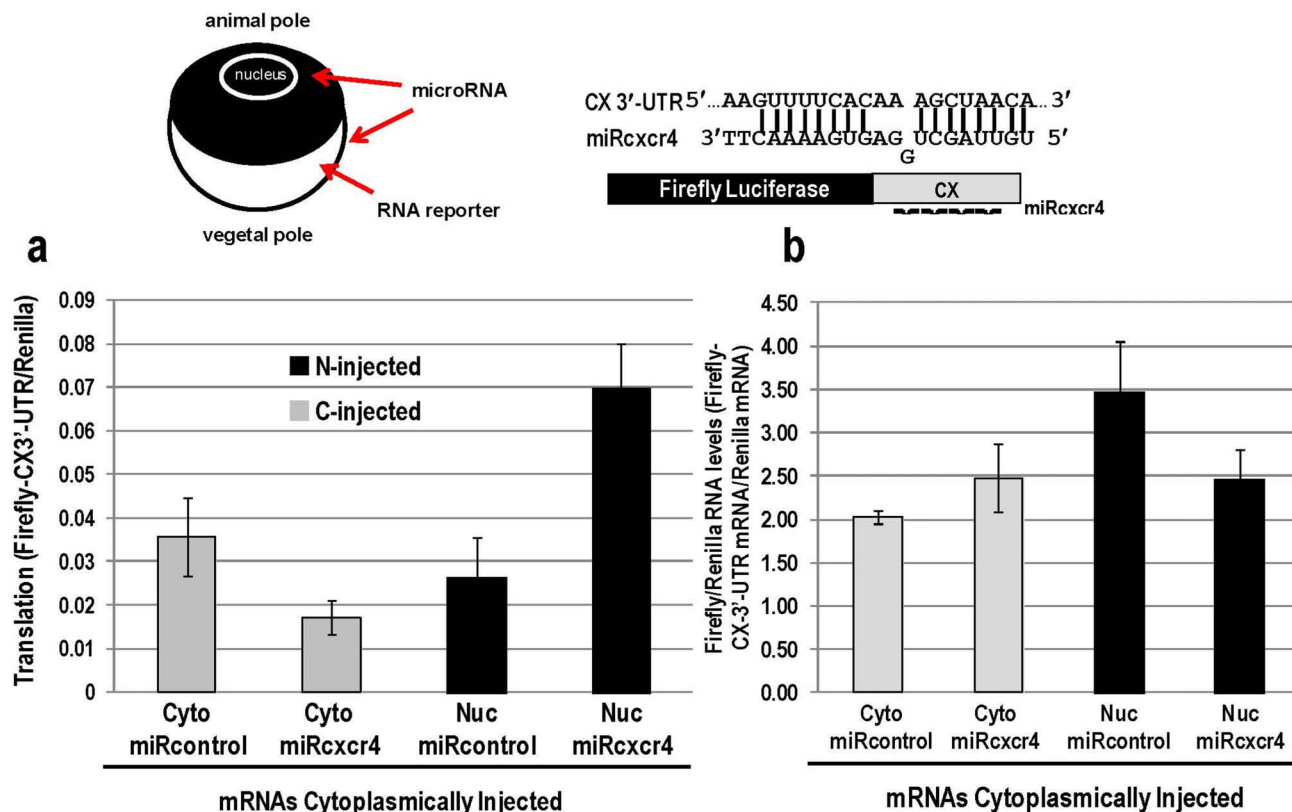 animal pole
nucleus
microRNA
RNA reporter
vegetal pole
CX 3'-UTR 5'...AAGUUUUCACAA AGCUAACA... 3'
miRcxcr4 3'TTCAAAAGUGAG UCGAUUGU 5'
G
Firefly Luciferase CX
miRcxcr4
a
Translation (Firefly-CX3'-UTR/Renilla)
0.09
0.08
0.07
0.06
0.05
0.04
0.03
0.02
0.01
0
N-injected
C-injected
Cyto miRcontrol
Cyto miRcxcr4
Nuc miRcontrol
Nuc miRcxcr4
mRNAs Cytoplasmically Injected
b
Firefly/Renilla RNA levels (Firefly-
CX-3'-UTR mRNA/Renilla mRNA)
4.50
4.00
3.50
3.00
2.50
2.00
1.50
1.00
0.50
0.00
Cyto miRcontrol
Cyto miRcxcr4
Nuc miRcontrol
Nuc miRcxcr4
mRNAs Cytoplasmically Injected